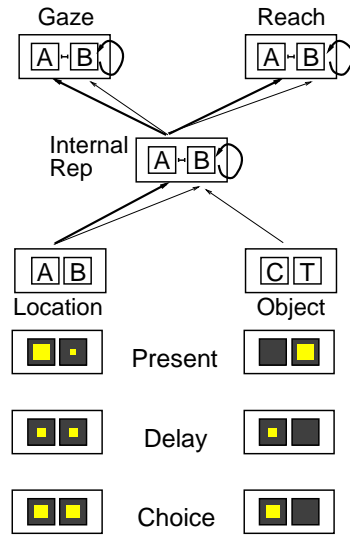 Gaze Reach
A B A B
Internal
Rep
A B
A B C T
Location Object
Present
Delay
Choice